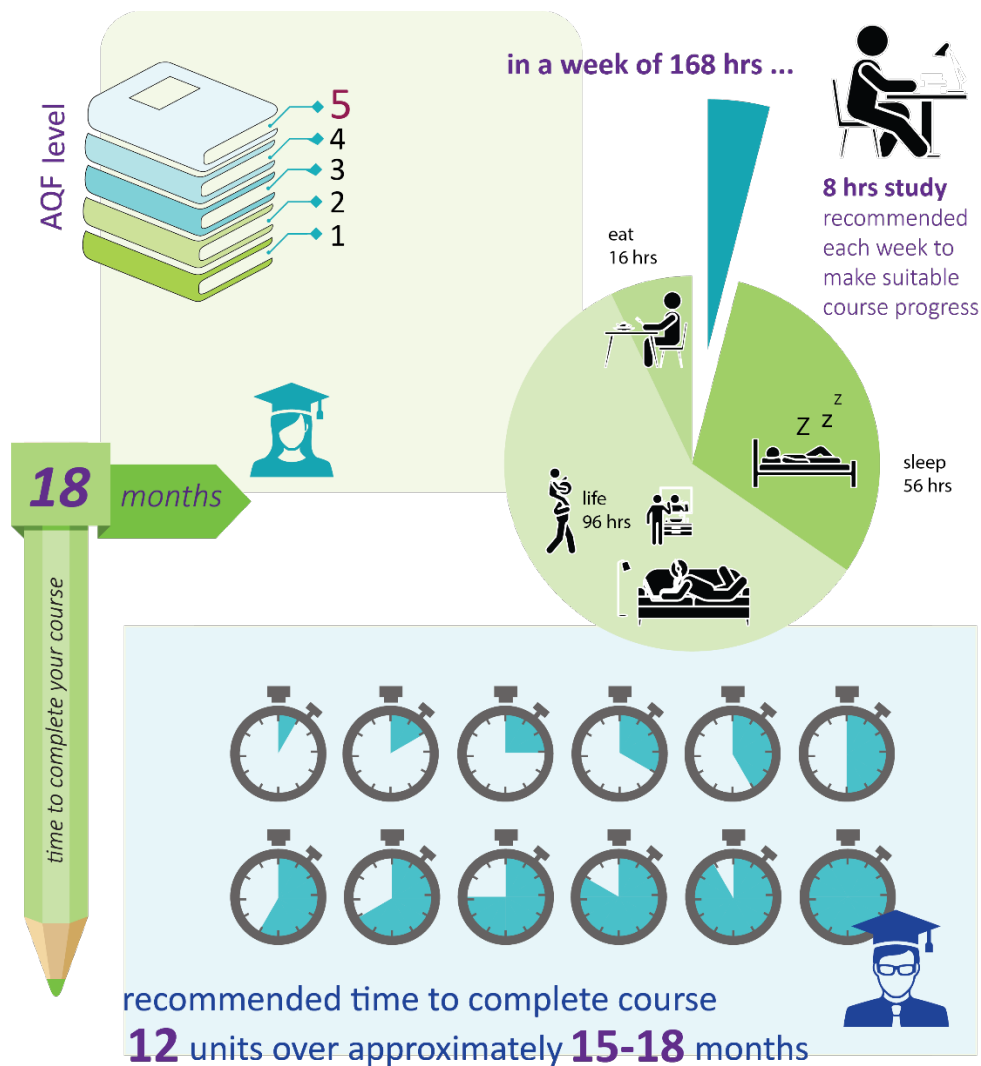 AQF level
5
4
3
2
1
in a week of 168 hrs ...
8 hrs study
recommended
each week to
make suitable
course progress
eat
16 hrs
z
z
Z
sleep
56 hrs
life
96 hrs
18 months
time to complete your course
recommended time to complete course
12 units over approximately 15-18 months